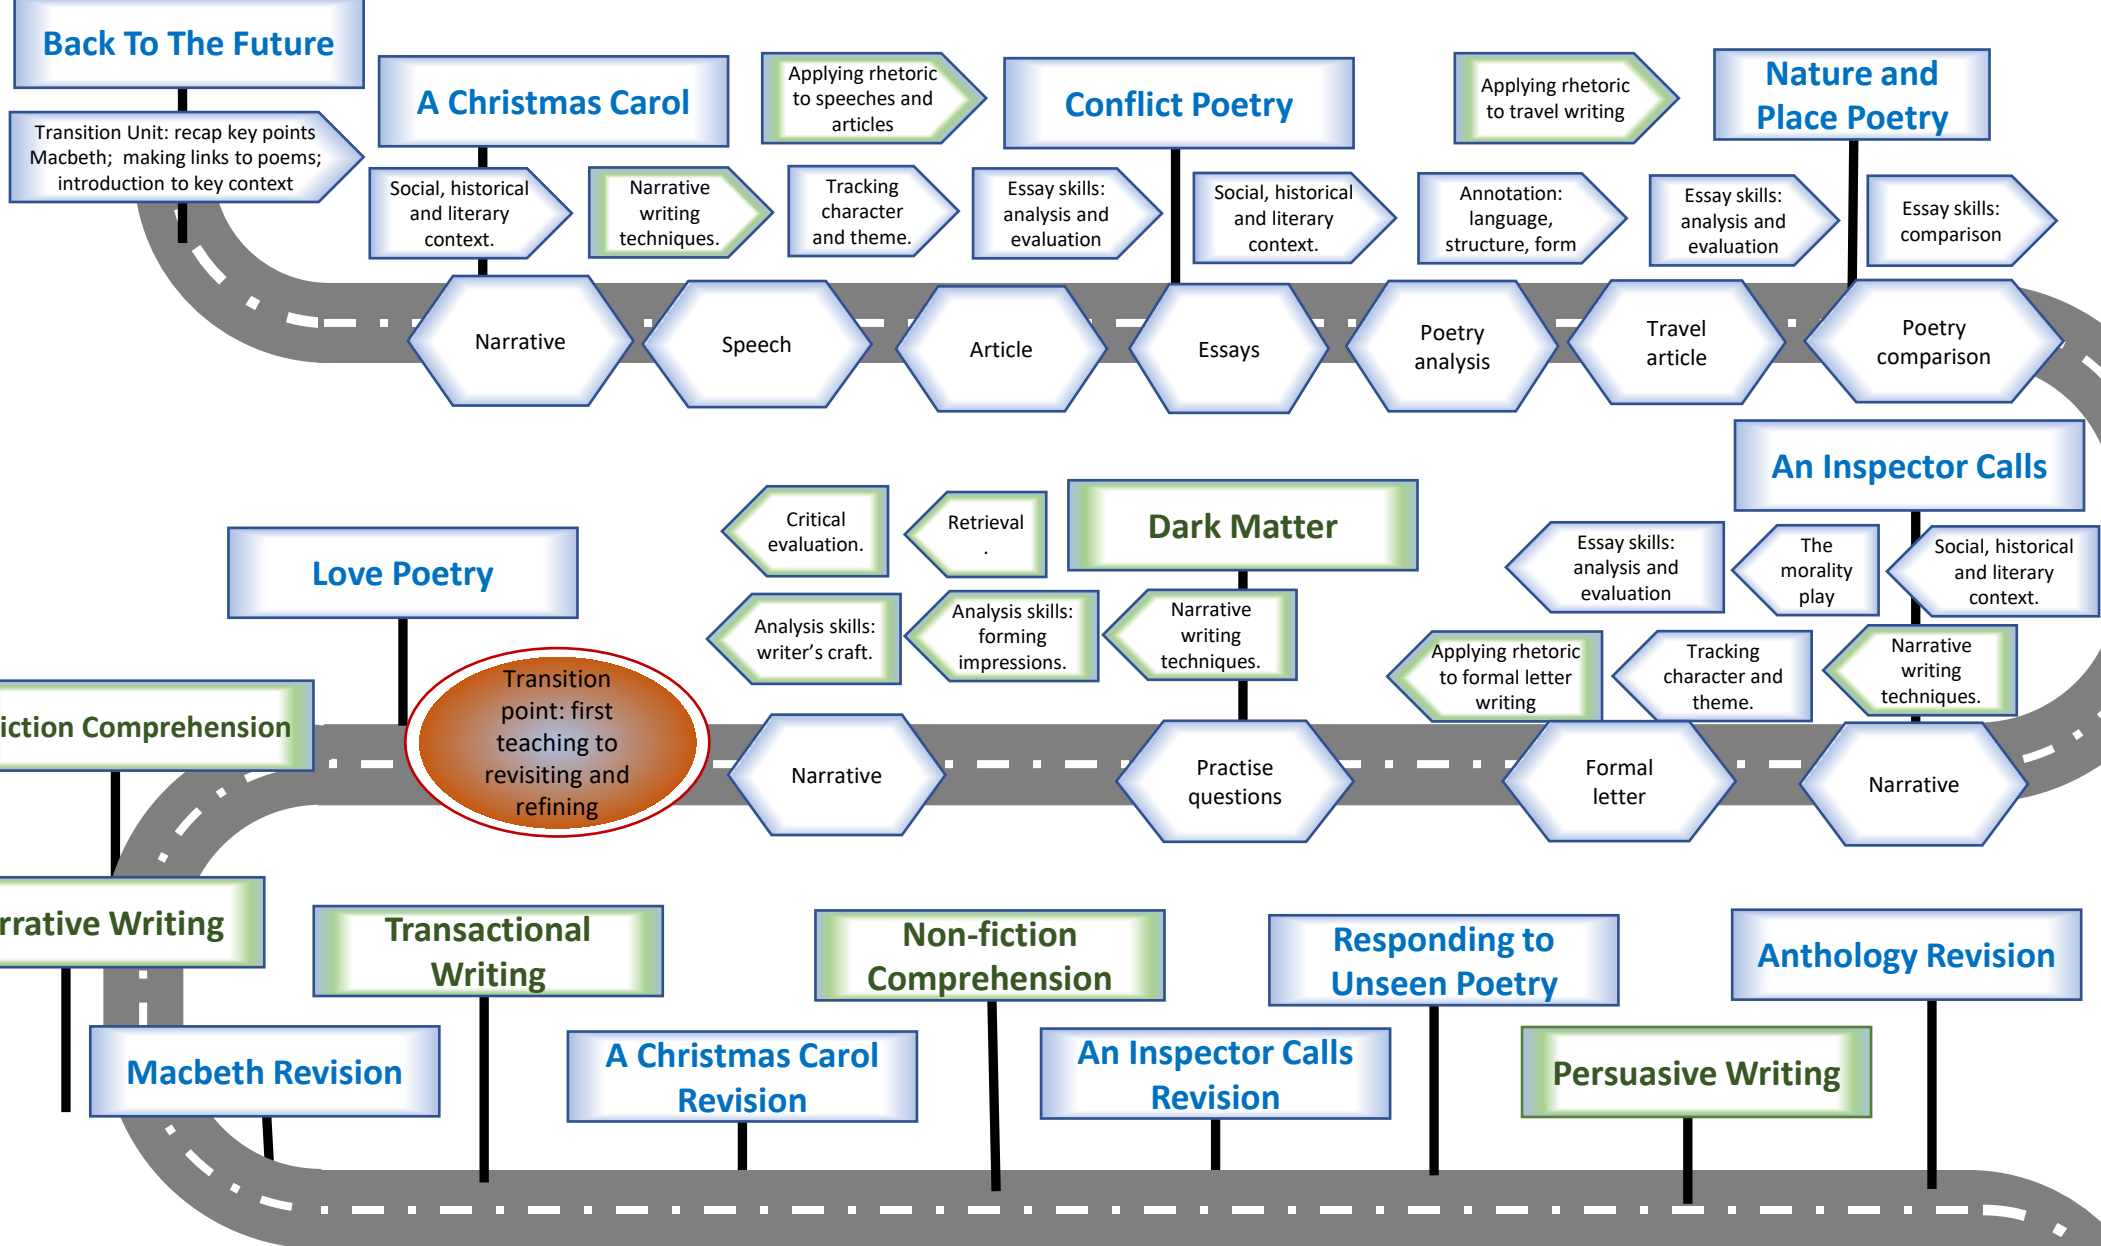 Back To The Future
Transition Unit: recap key points
Macbeth;  making links to poems;
introduction to key context
A Christmas Carol
Applying rhetoric
to speeches and
articles
Conflict Poetry
Applying rhetoric
to travel writing
Nature and
Place Poetry
Social, historical
and literary
context.
Narrative
writing
techniques.
Tracking
character
and theme.
Essay skills:
analysis and
evaluation
Social, historical
and literary
context.
Annotation:
language,
structure, form
Essay skills:
analysis and
evaluation
Essay skills:
comparison
Narrative
Speech
Article
Essays
Poetry
analysis
Travel
article
Poetry
comparison
An Inspector Calls
Social, historical
and literary
context.
The
morality
play
Essay skills:
analysis and
evaluation
Narrative
writing
techniques.
Tracking
character and
theme.
Applying rhetoric
to formal letter
writing
Narrative
Formal
letter
Dark Matter
Retrieval
.
Critical
evaluation.
Narrative
writing
techniques.
Analysis skills:
forming
impressions.
Analysis skills:
writer's craft.
Practise
questions
Narrative
Love Poetry
Transition
point: first
teaching to
revisiting and
refining
iction Comprehension
rrative Writing
Macbeth Revision
Transactional
Writing
A Christmas Carol
Revision
Non-fiction
Comprehension
An Inspector Calls
Revision
Responding to
Unseen Poetry
Persuasive Writing
Anthology Revision